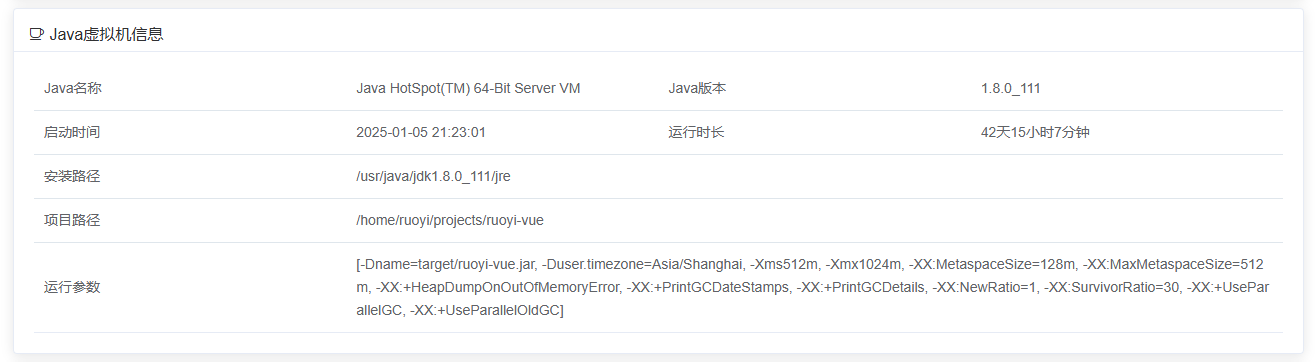 Java虚拟机信息
Java名称 Java HotSpot(TM) 64-Bit Server VM Java版本 1.8.0_111
启动时间 2025-01-05 21:23:01 运行时长 42天15小时7分钟
安装路径 /usr/java/jdk1.8.0_111/jre
项目路径 /home/ruoyi/projects/ruoyi-vue
运行参数
[-Dname=target/ruoyi-vue.jar, -Duser.timezone=Asia/Shanghai, -Xms512m, -Xmx1024m, -XX:MetaspaceSize=128m, -XX:MaxMetaspaceSize=512
m, -XX:+HeapDumpOnOutOfMemoryError, -XX:+PrintGCDateStamps, -XX:+PrintGCDetails, -XX:NewRatio=1, -XX:SurvivorRatio=30, -XX:+UsePar
allelGC, -XX:+UseParallelOldGC]